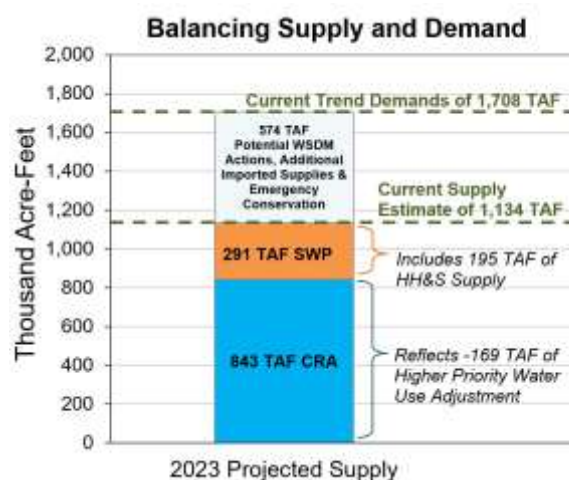 Balancing Supply and Demand
Thousand Acre-Feet
2,000
1,800
1,600
1,400
1,200
1,000
800
600
400
200
0
Current Trend Demands of 1,708 TAF
574 TAF
Potential WSDM
Actions, Additional
Imported Supplies &
Emergency
Conservation
Current Supply
Estimate of 1,134 TAF
291 TAF SWP
Includes 195 TAF of
HH&S Supply
843 TAF CRA
Reflects -169 TAF of
Higher Priority Water
Use Adjustment
2023 Projected Supply